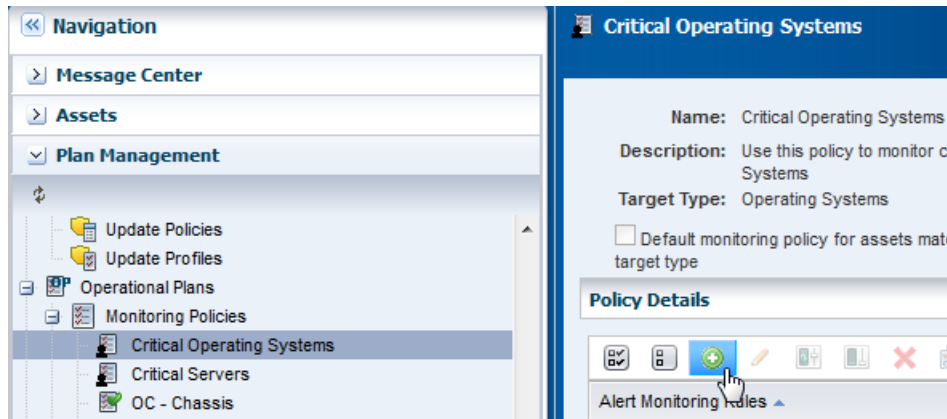 Navigation
Message Center
Assets
Plan Management
Update Policies
Update Profiles
Operational Plans
Monitoring Policies
Critical Operating Systems
Critical Servers
OC - Chassis
Critical Operating Systems
Name: Critical Operating Systems
Description: Use this policy to monitor c
Systems
Target Type: Operating Systems
Default monitoring policy for assets mat
target type
Policy Details
Alert Monitoring Rules